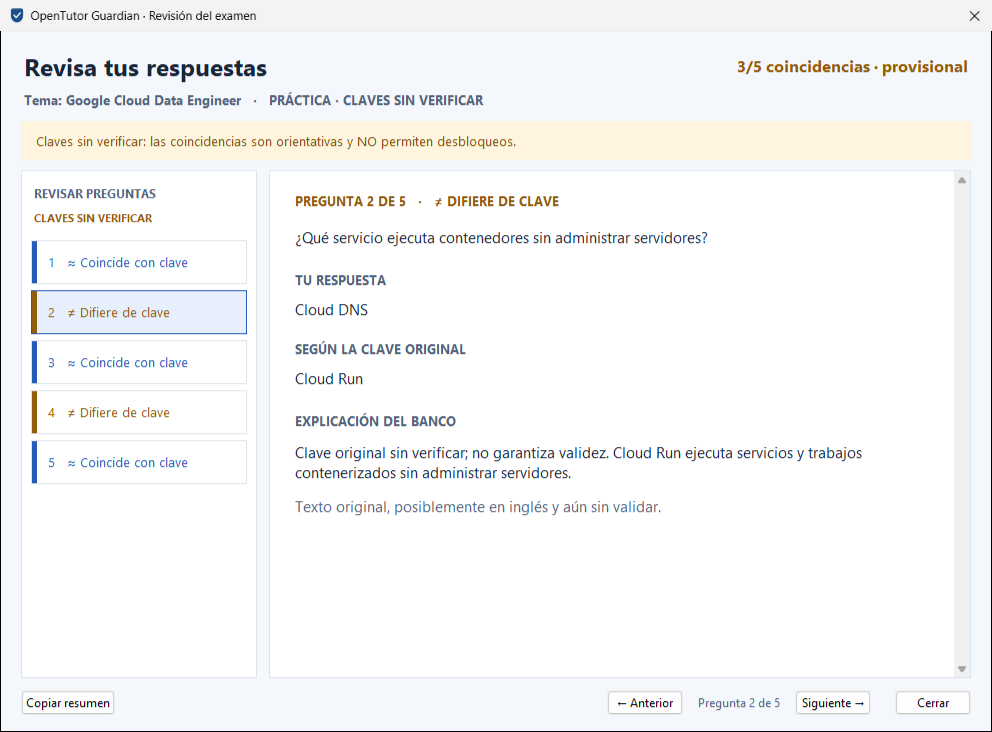 OpenTutor Guardian · Revisión del examen
Revisa tus respuestas
3/5 coincidencias · provisional
Tema: Google Cloud Data Engineer · PRÁCTICA · CLAVES SIN VERIFICAR
Claves sin verificar: las coincidencias son orientativas y NO permiten desbloqueos.
REVISAR PREGUNTAS
CLAVES SIN VERIFICAR
1 ≈ Coincide con clave
2 ≠ Difiere de clave
3 ≈ Coincide con clave
4 ≠ Difiere de clave
5 ≈ Coincide con clave
PREGUNTA 2 DE 5 · ≠ DIFIERE DE CLAVE
¿Qué servicio ejecuta contenedores sin administrar servidores?
TU RESPUESTA
Cloud DNS
SEGÚN LA CLAVE ORIGINAL
Cloud Run
EXPLICACIÓN DEL BANCO
Clave original sin verificar; no garantiza validez. Cloud Run ejecuta servicios y trabajos
contenerizados sin administrar servidores.
Texto original, posiblemente en inglés y aún sin validar.
Copiar resumen
← Anterior
Pregunta 2 de 5
Siguiente →
Cerrar